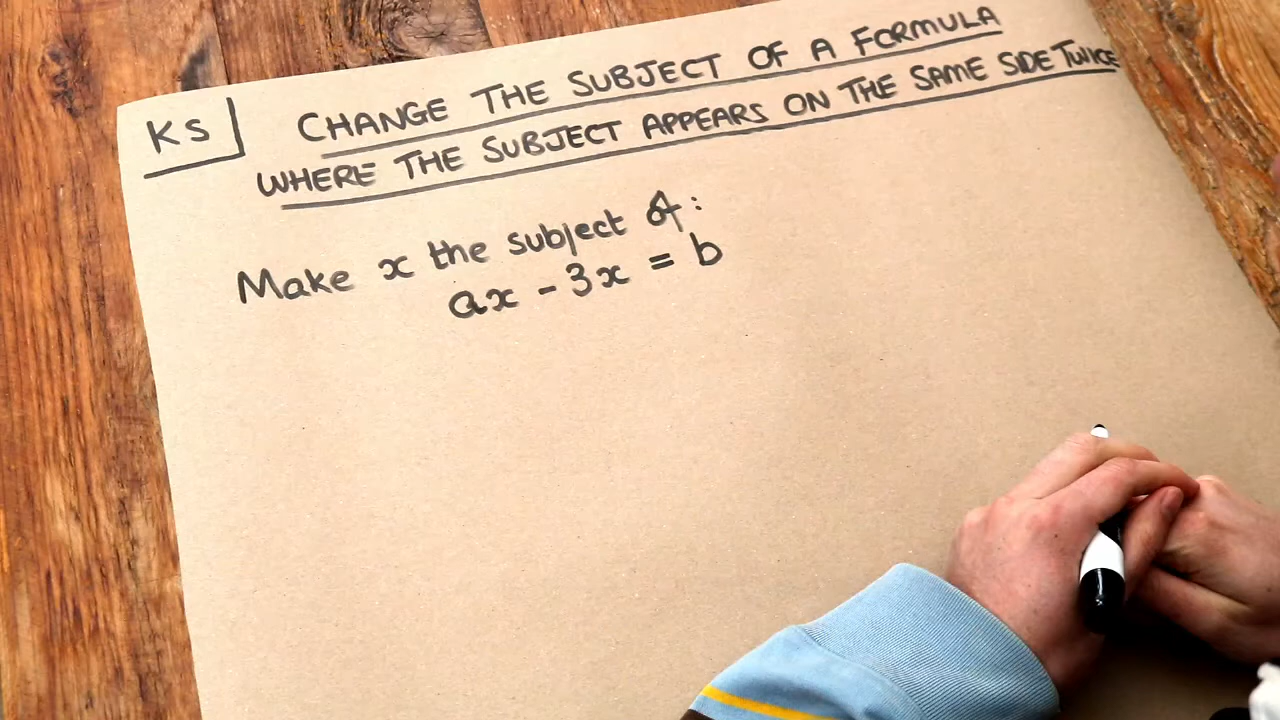 KS
CHANGE THE SUBJECT OF A FORMULA
WHERE THE SUBJECT APPEARS ON THE SAME SIDE TWICE
Make x the subject of:
ax - 3x = b